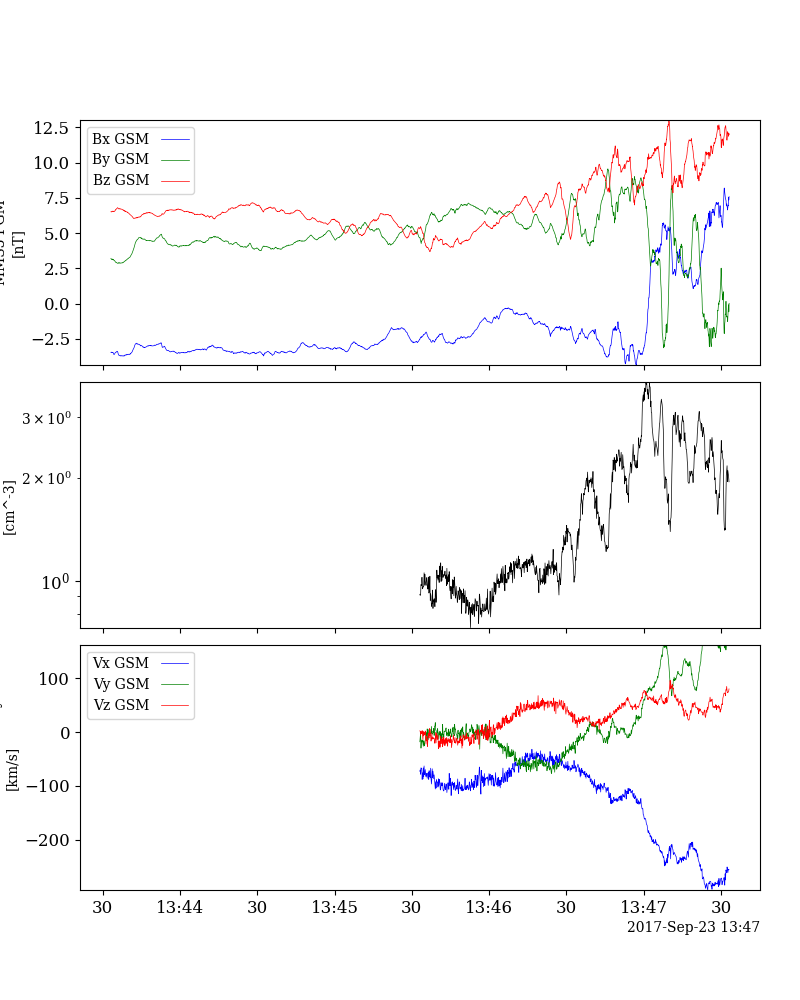 12.5
10.0
7.5
5.0
2.5
0.0
−2.5
[nT]
Bx GSM
By GSM
Bz GSM
3 × 10⁰
2 × 10⁰
10⁰
[cm^-3]
Vx GSM
Vy GSM
Vz GSM
100
0
−100
−200
[km/s]
30 13:44 30 13:45 30 13:46 30 13:47 30
2017-Sep-23 13:47